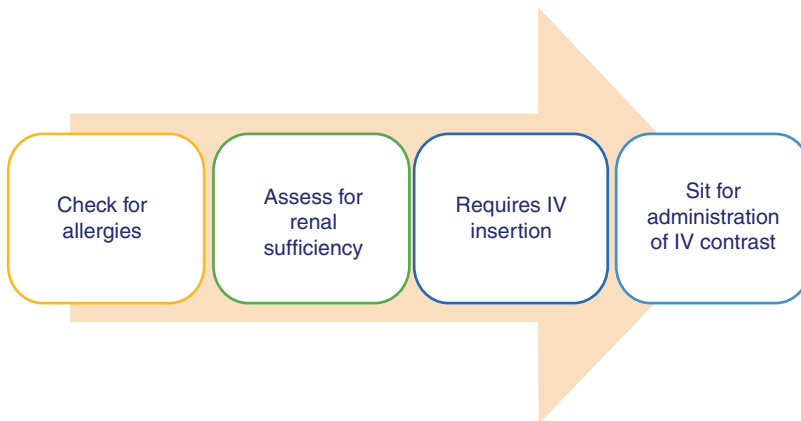 Check for
allergies
Assess for
renal
sufficiency
Requires IV
insertion
Sit for
administration
of IV contrast